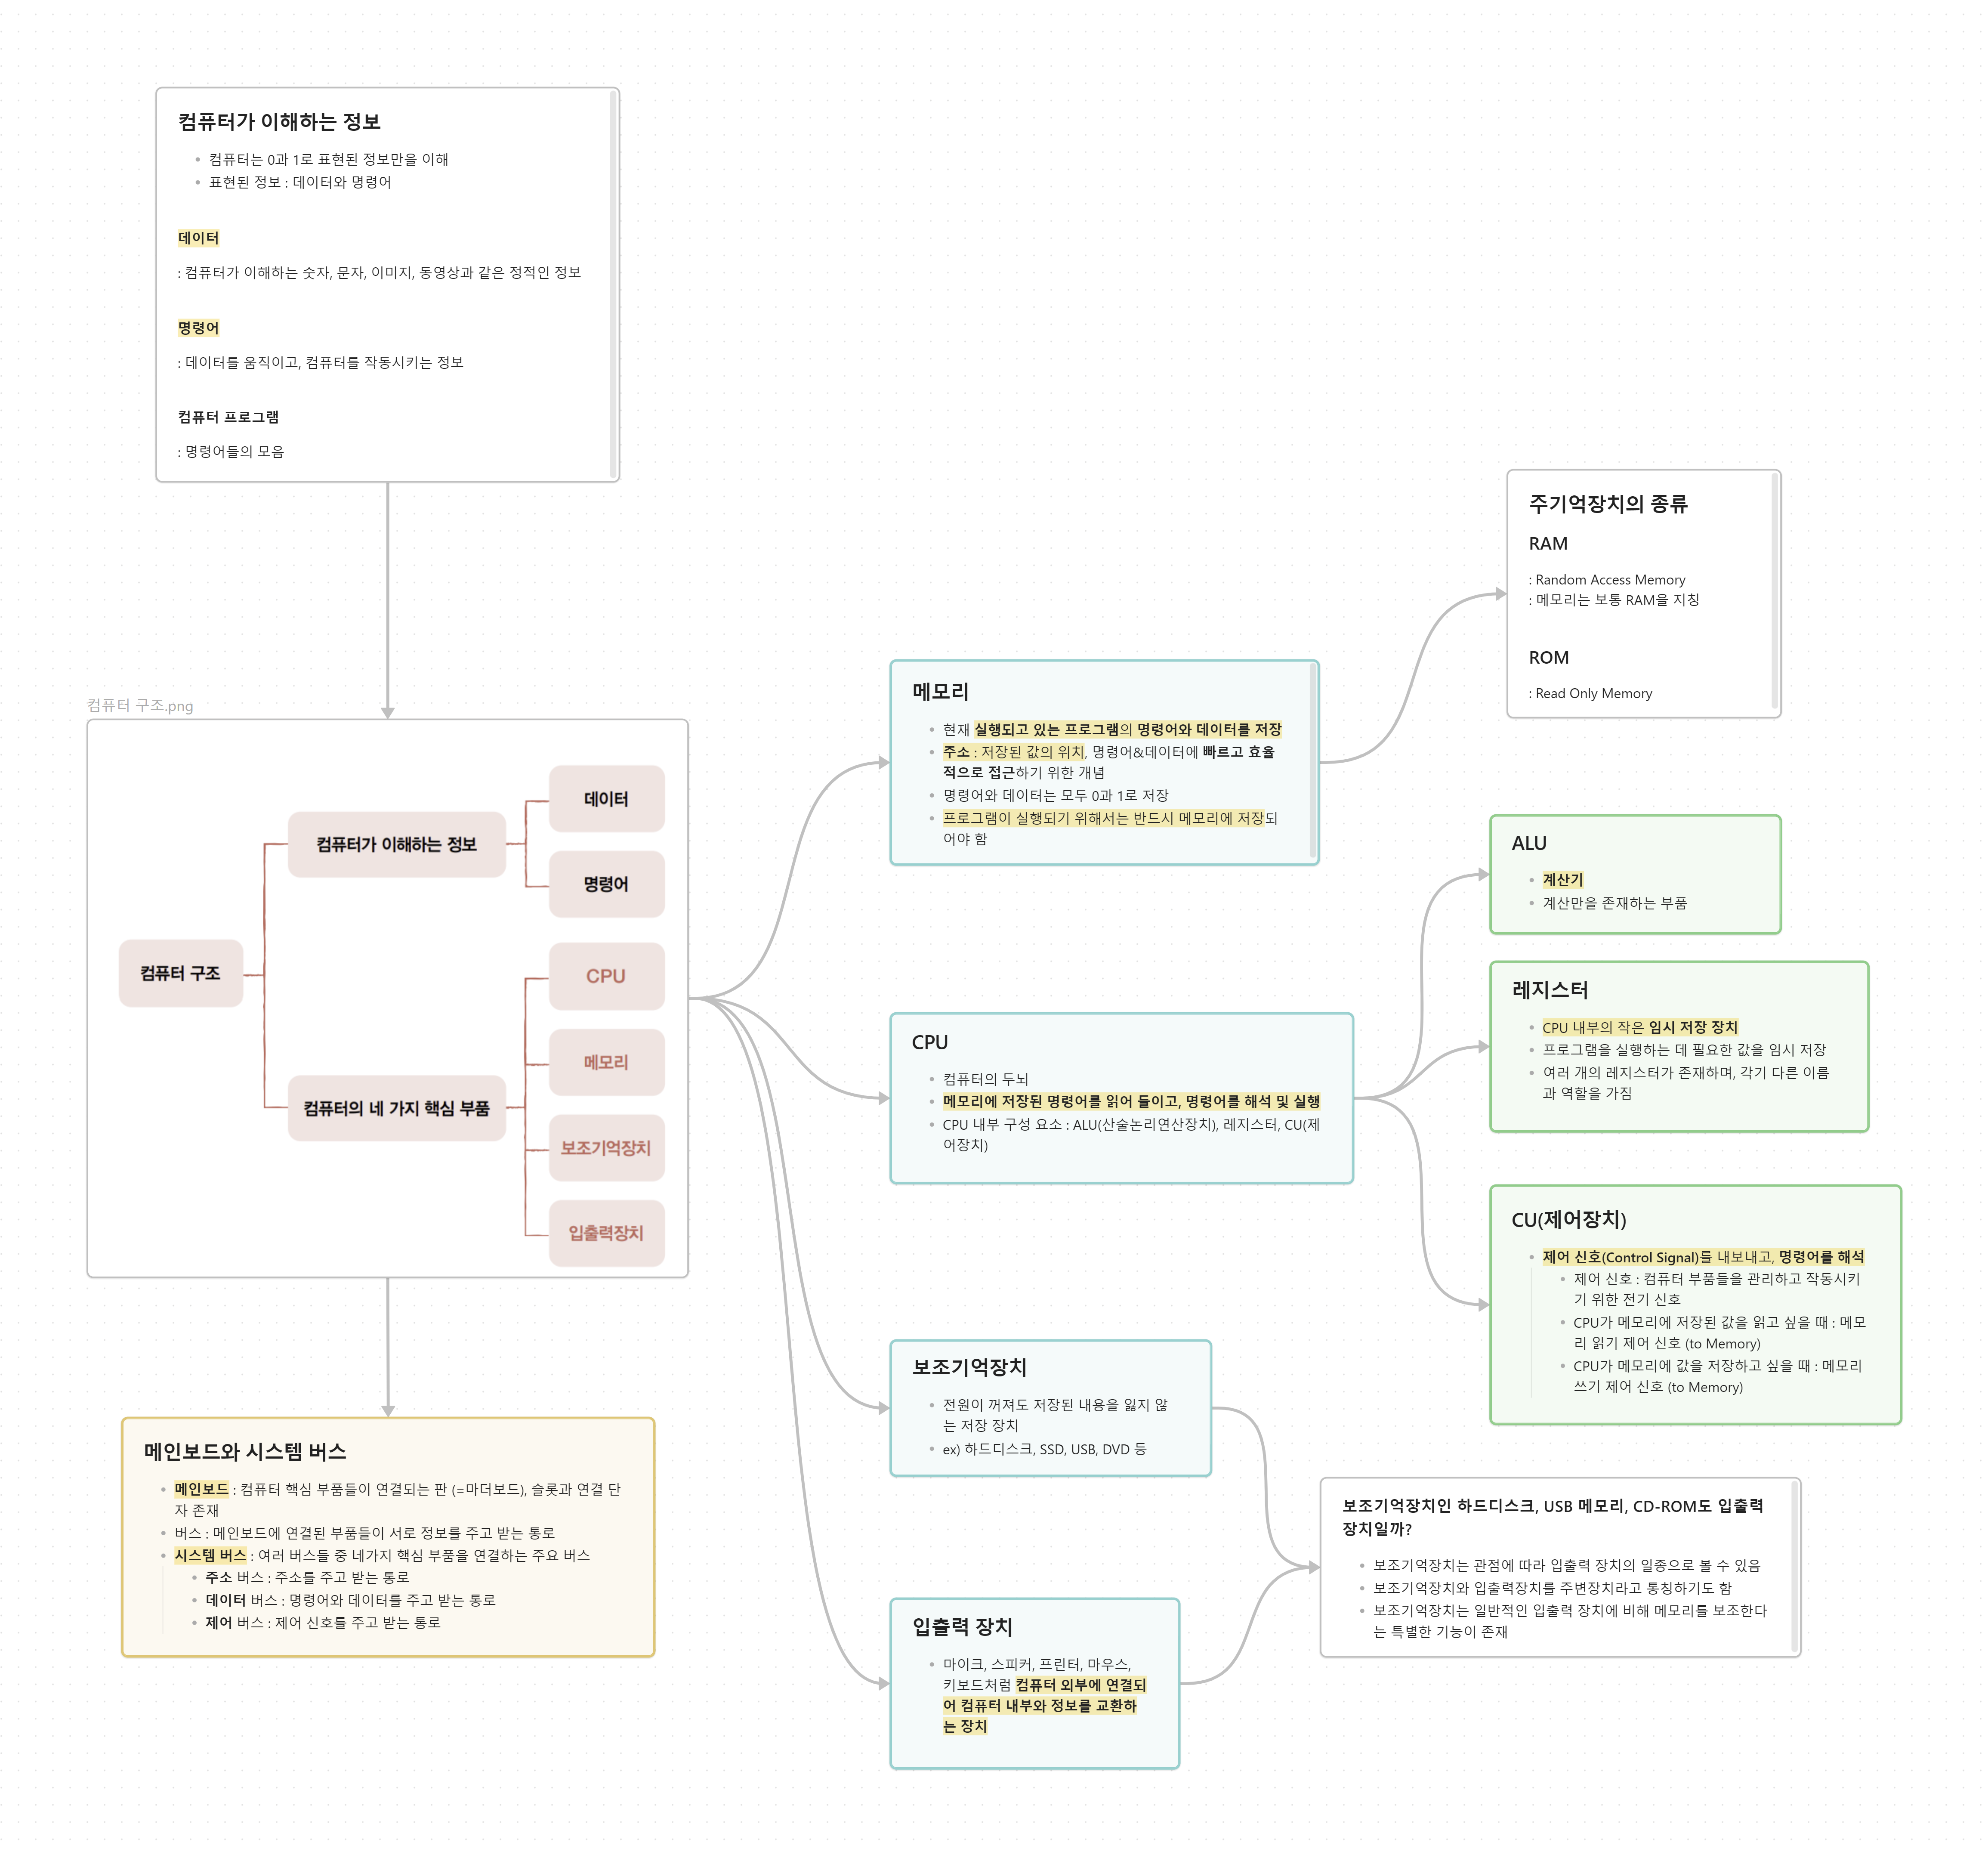 컴퓨터가 이해하는 정보
컴퓨터는 0과 1로 표현된 정보만을 이해
표현된 정보 : 데이터와 명령어
데이터
: 컴퓨터가 이해하는 숫자, 문자, 이미지, 동영상과 같은 정적인 정보
명령어
: 데이터를 움직이고, 컴퓨터를 작동시키는 정보
컴퓨터 프로그램
: 명령어들의 모음
컴퓨터 구조.png
컴퓨터 구조
컴퓨터가 이해하는 정보
데이터
명령어
컴퓨터의 네 가지 핵심 부품
CPU
메모리
보조기억장치
입출력장치
메인보드와 시스템 버스
메인보드 : 컴퓨터 핵심 부품들이 연결되는 판 (=마더보드), 슬롯과 연결 단
자 존재
버스 : 메인보드에 연결된 부품들이 서로 정보를 주고 받는 통로
시스템 버스 : 여러 버스들 중 네가지 핵심 부품을 연결하는 주요 버스
주소 버스 : 주소를 주고 받는 통로
데이터 버스 : 명령어와 데이터를 주고 받는 통로
제어 버스 : 제어 신호를 주고 받는 통로
메모리
현재 실행되고 있는 프로그램의 명령어와 데이터를 저장
주소 : 저장된 값의 위치, 명령어&데이터에 빠르고 효율
적으로 접근하기 위한 개념
명령어와 데이터는 모두 0과 1로 저장
프로그램이 실행되기 위해서는 반드시 메모리에 저장되
어야 함
주기억장치의 종류
RAM
: Random Access Memory
: 메모리는 보통 RAM을 지칭
ROM
: Read Only Memory
CPU
컴퓨터의 두뇌
메모리에 저장된 명령어를 읽어 들이고, 명령어를 해석 및 실행
CPU 내부 구성 요소 : ALU(산술논리연산장치), 레지스터, CU(제
어장치)
ALU
계산기
계산만을 존재하는 부품
레지스터
CPU 내부의 작은 임시 저장 장치
프로그램을 실행하는 데 필요한 값을 임시 저장
여러 개의 레지스터가 존재하며, 각기 다른 이름
과 역할을 가짐
CU(제어장치)
제어 신호(Control Signal)를 내보내고, 명령어를 해석
제어 신호 : 컴퓨터 부품들을 관리하고 작동시키
기 위한 전기 신호
CPU가 메모리에 저장된 값을 읽고 싶을 때 : 메모
리 읽기 제어 신호 (to Memory)
CPU가 메모리에 값을 저장하고 싶을 때 : 메모리
쓰기 제어 신호 (to Memory)
보조기억장치
전원이 꺼져도 저장된 내용을 잃지 않
는 저장 장치
ex) 하드디스크, SSD, USB, DVD 등
입출력 장치
마이크, 스피커, 프린터, 마우스,
키보드처럼 컴퓨터 외부에 연결되
어 컴퓨터 내부와 정보를 교환하
는 장치
보조기억장치인 하드디스크, USB 메모리, CD-ROM도 입출력
장치일까?
보조기억장치는 관점에 따라 입출력 장치의 일종으로 볼 수 있음
보조기억장치와 입출력장치를 주변장치라고 통칭하기도 함
보조기억장치는 일반적인 입출력 장치에 비해 메모리를 보조한다
는 특별한 기능이 존재